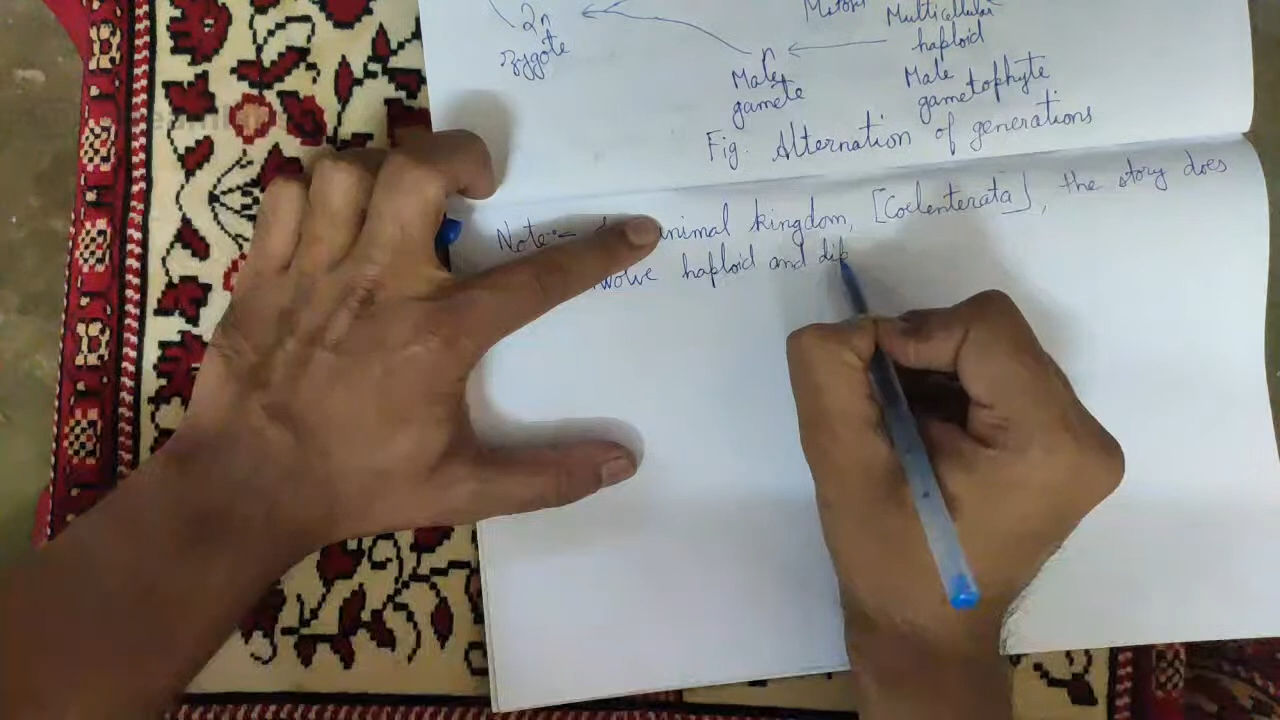 2n
zygote
n
Male
gamete
Multicellular
haploid
Male
gametophyte
Fig. Alternation of generations
Note:- animal kingdom, [Coelenterata], the story does
haploid and dip